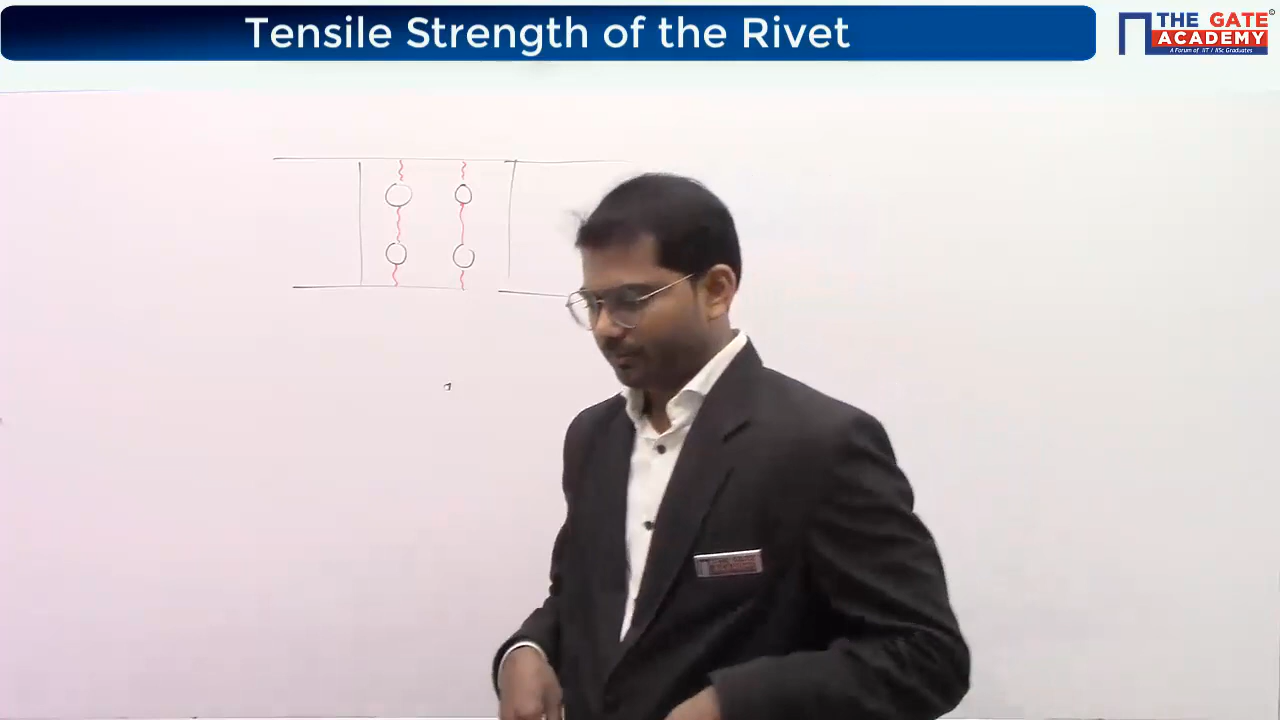 Tensile Strength of the Rivet
THE GATE
ACADEMY
A Forum of IIT / IISc Graduates